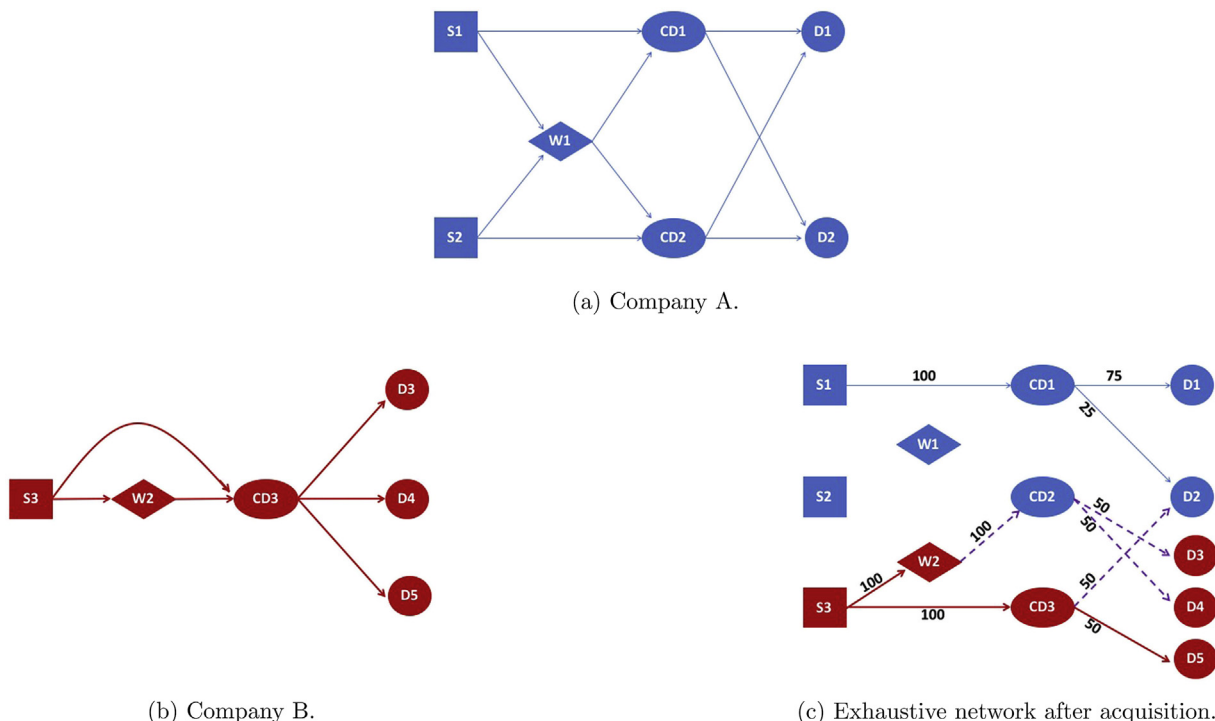 S1
CD1
D1
W1
S2
CD2
D2
(a) Company A.
D3
S3
W2
CD3
D4
D5
(b) Company B.
S1
100
CD1
75
D1
25
W1
S2
CD2
D2
50
50
100
W2
D3
100
50
S3
100
CD3
D4
50
D5
(c) Exhaustive network after acquisition.